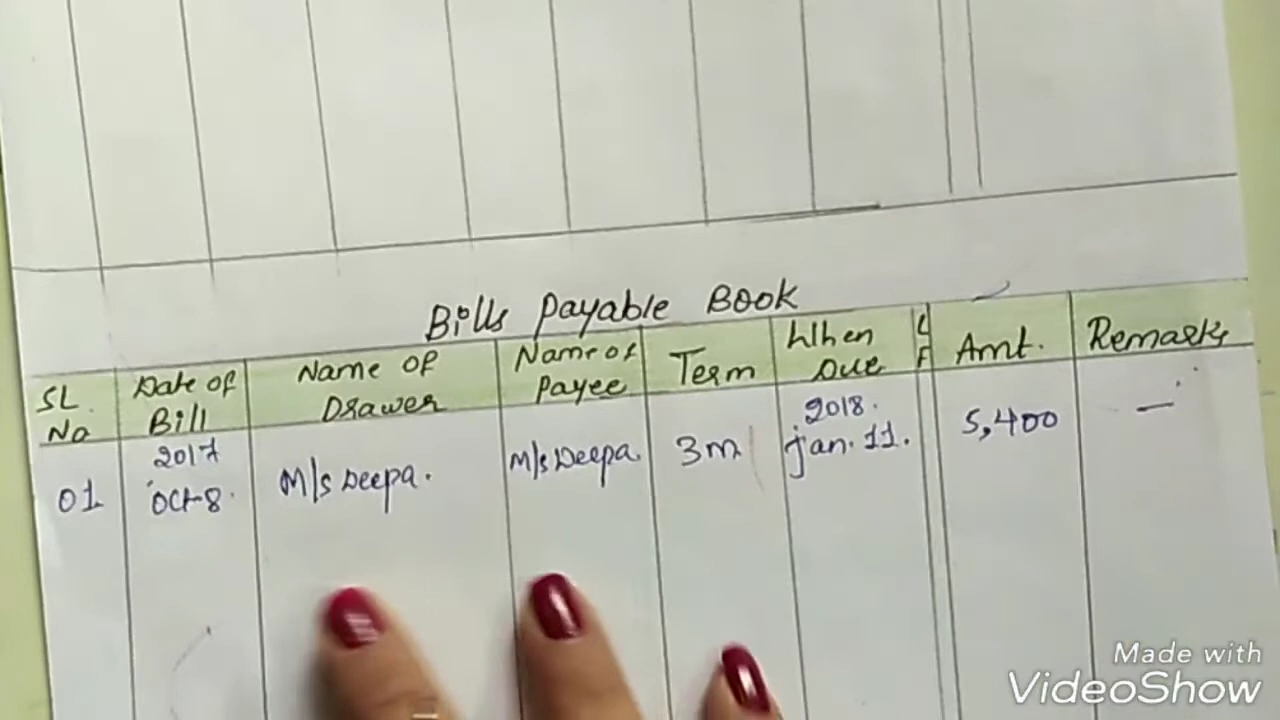 Bills Payable Book
SL. No
Date of Bill
Name of Drawer
Name of Payee
Term
When Due
L F
Amt.
Remarks
01
2017 Oct-8.
M/s Deepa.
M/s Deepa.
3m
2018. Jan. 11.
5,400
—
Made with
VideoShow